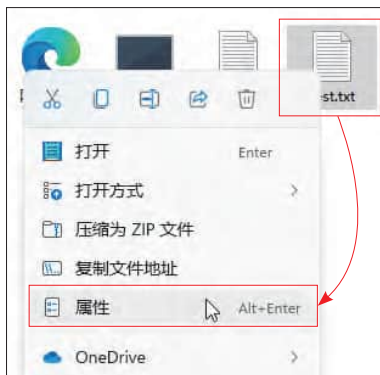 st.txt
打开 Enter
打开方式
压缩为 ZIP 文件
复制文件地址
属性 Alt+Enter
OneDrive